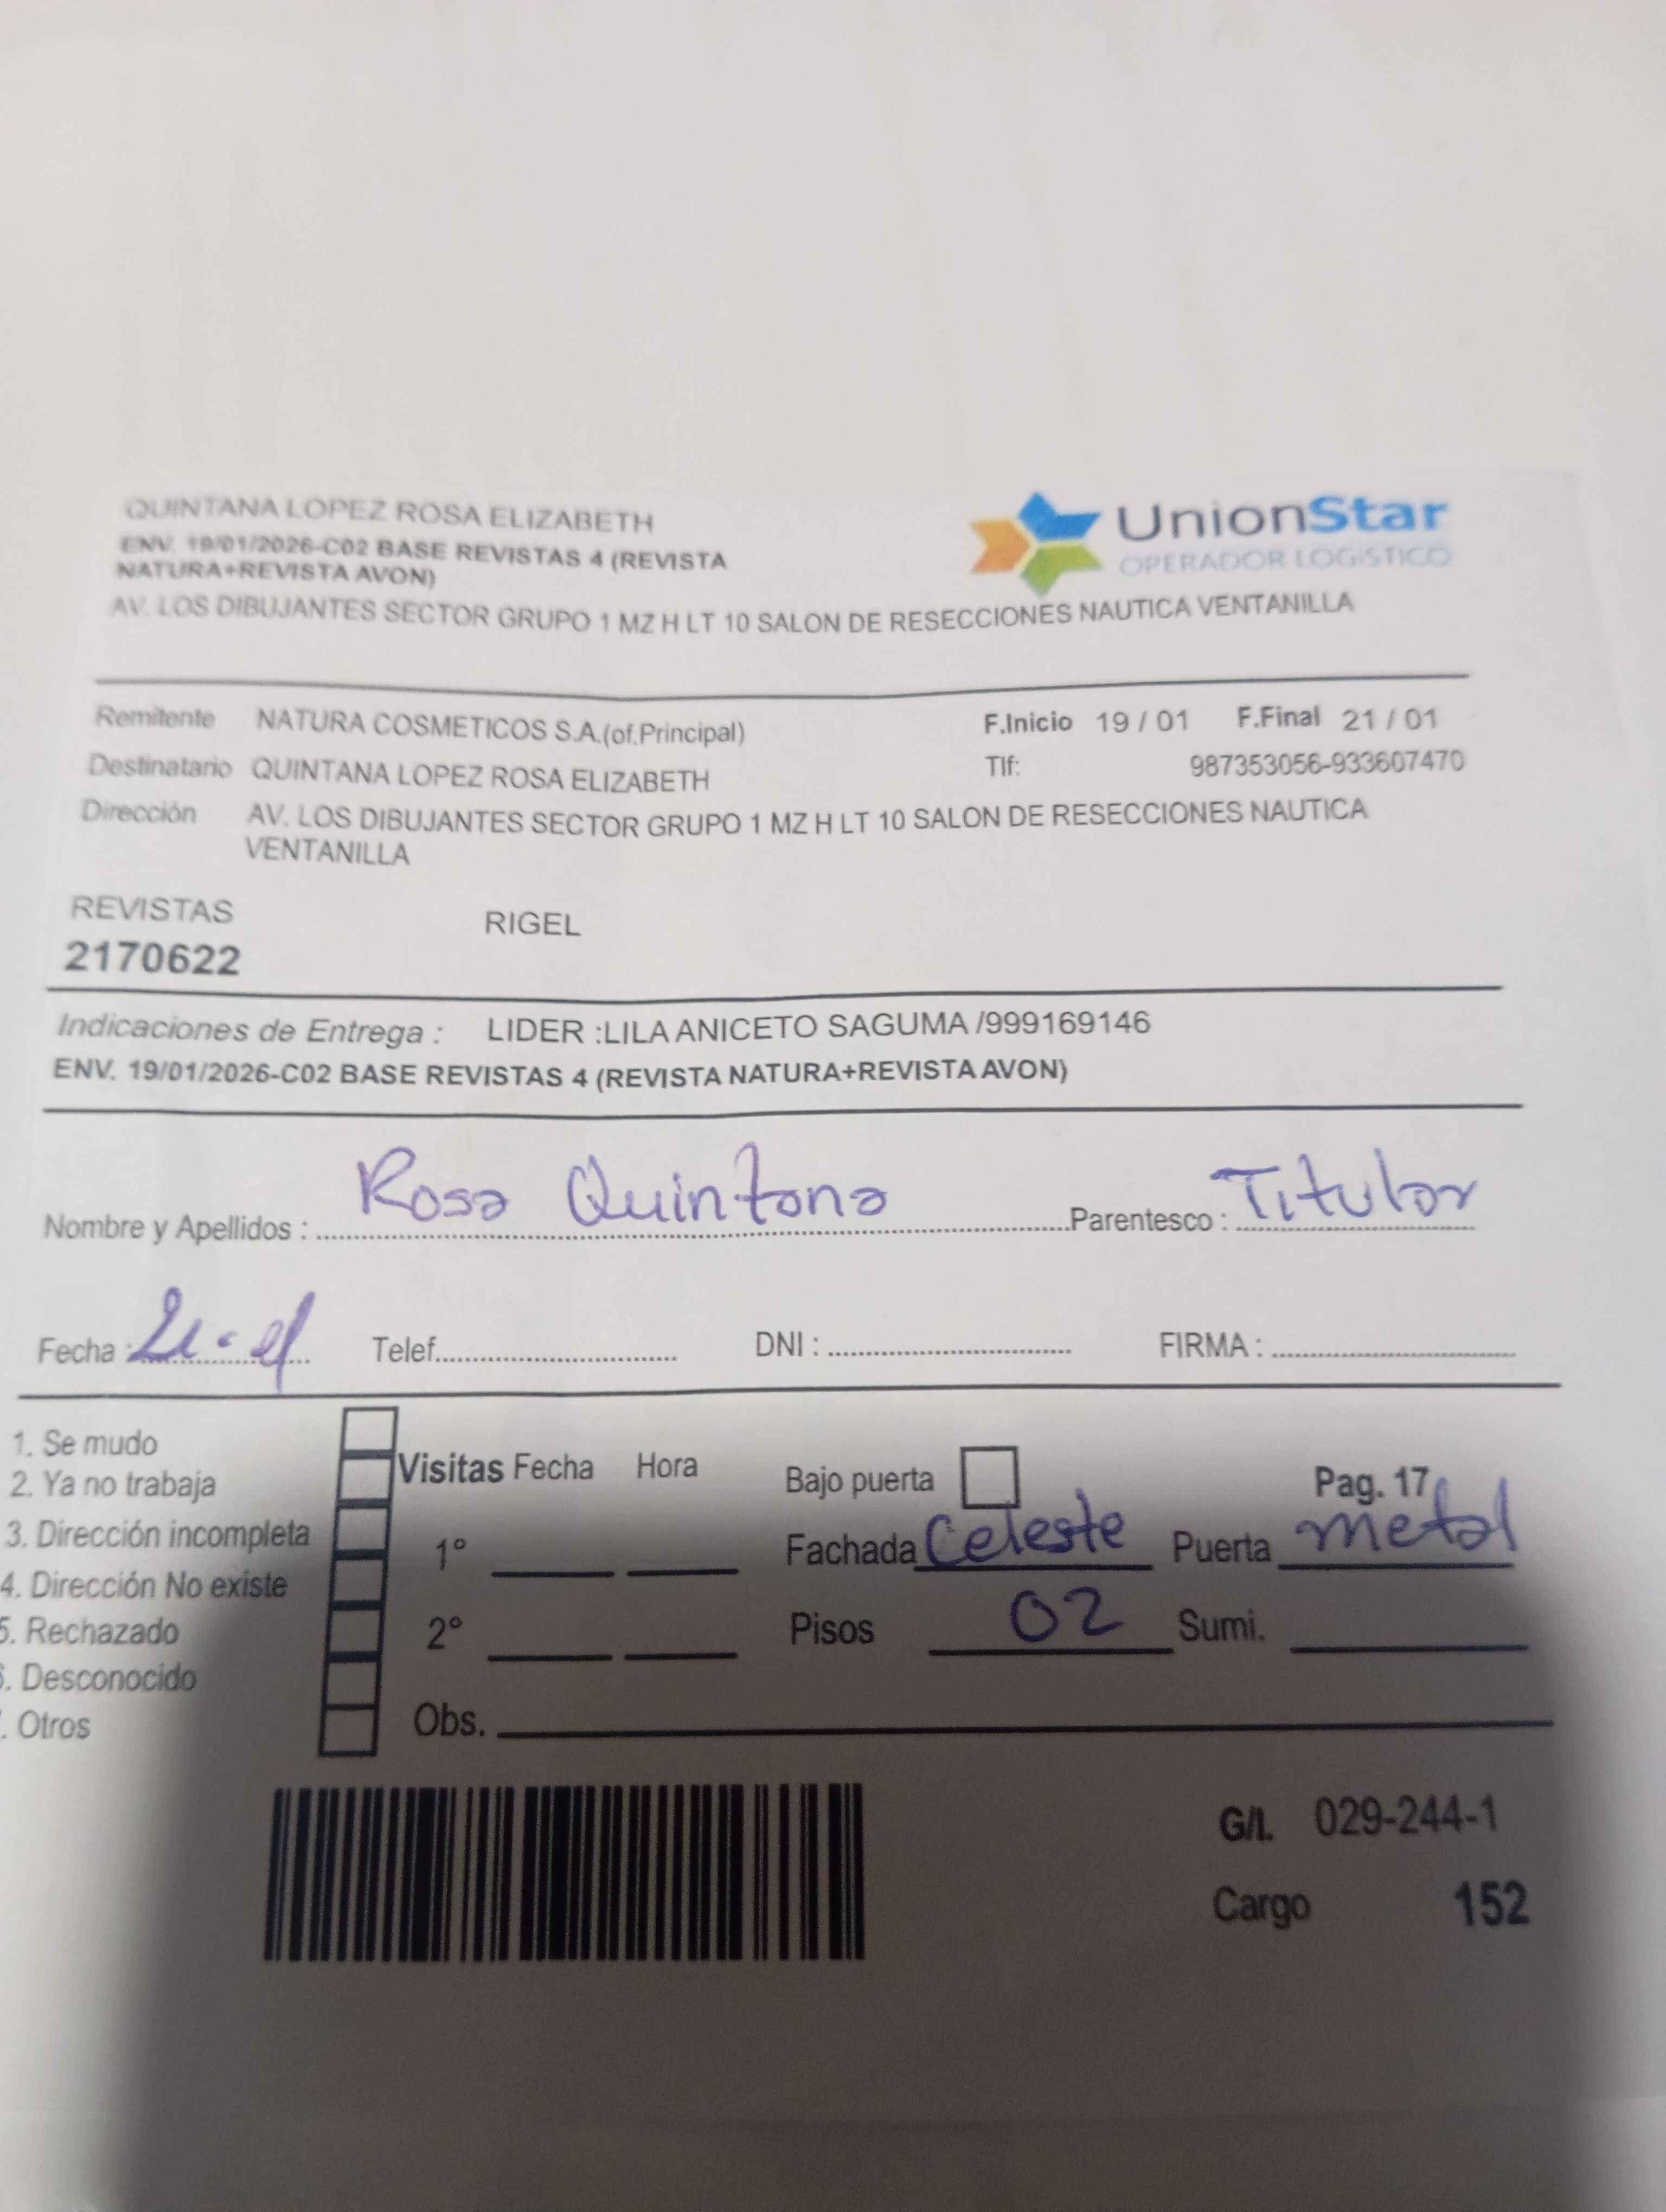 QUINTANA LOPEZ ROSA ELIZABETH
ENV. 19/01/2026-C02 BASE REVISTAS 4 (REVISTA
NATURA+REVISTA AVON)
AV. LOS DIBUJANTES SECTOR GRUPO 1 MZ H LT 10 SALON DE RESECCIONES NAUTICA VENTANILLA
UnionStar
OPERADOR LOGÍSTICO
Remitente NATURA COSMETICOS S.A.(of.Principal) F.Inicio 19 / 01 F.Final 21 / 01
Destinatario QUINTANA LOPEZ ROSA ELIZABETH Tlf: 987353056-933607470
Dirección AV. LOS DIBUJANTES SECTOR GRUPO 1 MZ H LT 10 SALON DE RESECCIONES NAUTICA
VENTANILLA
REVISTAS RIGEL
2170622
Indicaciones de Entrega : LIDER :LILA ANICETO SAGUMA /999169146
ENV. 19/01/2026-C02 BASE REVISTAS 4 (REVISTA NATURA+REVISTA AVON)
Nombre y Apellidos : Rosa Quintana Parentesco : Titular
Fecha : Telef. DNI : FIRMA :
1. Se mudo
2. Ya no trabaja
3. Dirección incompleta
4. Dirección No existe
5. Rechazado
. Desconocido
. Otros
Visitas Fecha Hora
1°
2°
Obs.
Bajo puerta Pag. 17
Fachada Celeste Puerta metal
Pisos 02 Sumi.
G/I. 029-244-1
Cargo 152